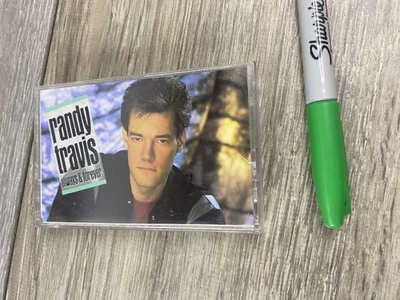 randy
travis
always & forever
Sharpie